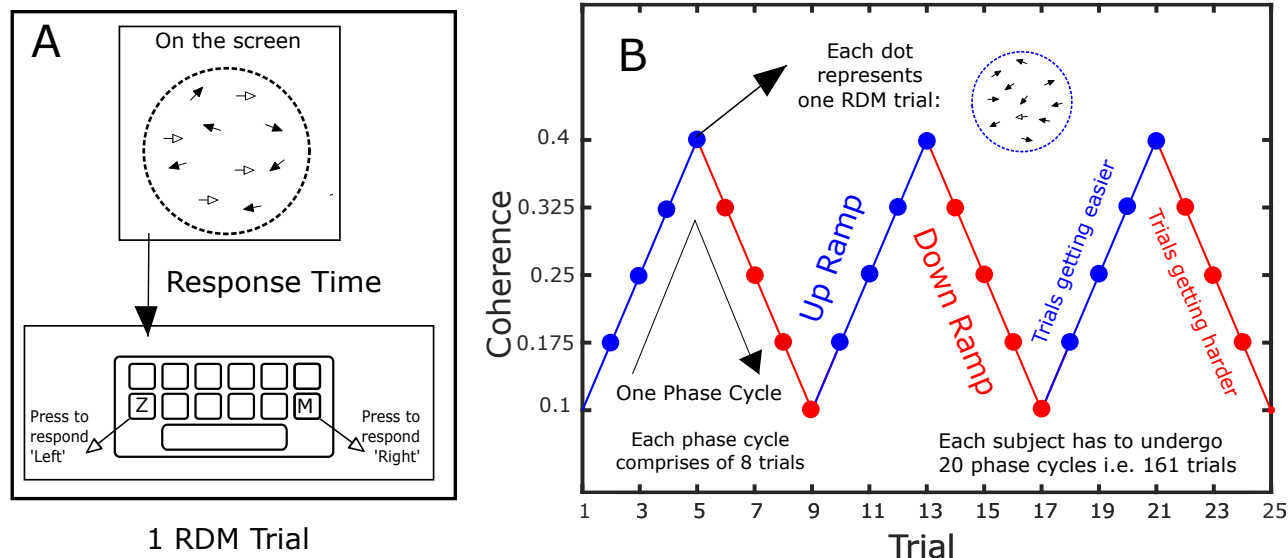 A
On the screen
Response Time
Z
M
Press to
respond
'Left'
Press to
respond
'Right'
1 RDM Trial
B
Each dot
represents
one RDM trial:
Coherence
0.4
0.325
0.25
0.175
0.1
Up Ramp
Down Ramp
Trials getting easier
Trials getting harder
One Phase Cycle
Each phase cycle
comprises of 8 trials
Each subject has to undergo
20 phase cycles i.e. 161 trials
1 3 5 7 9 11 13 15 17 19 21 23 25
Trial